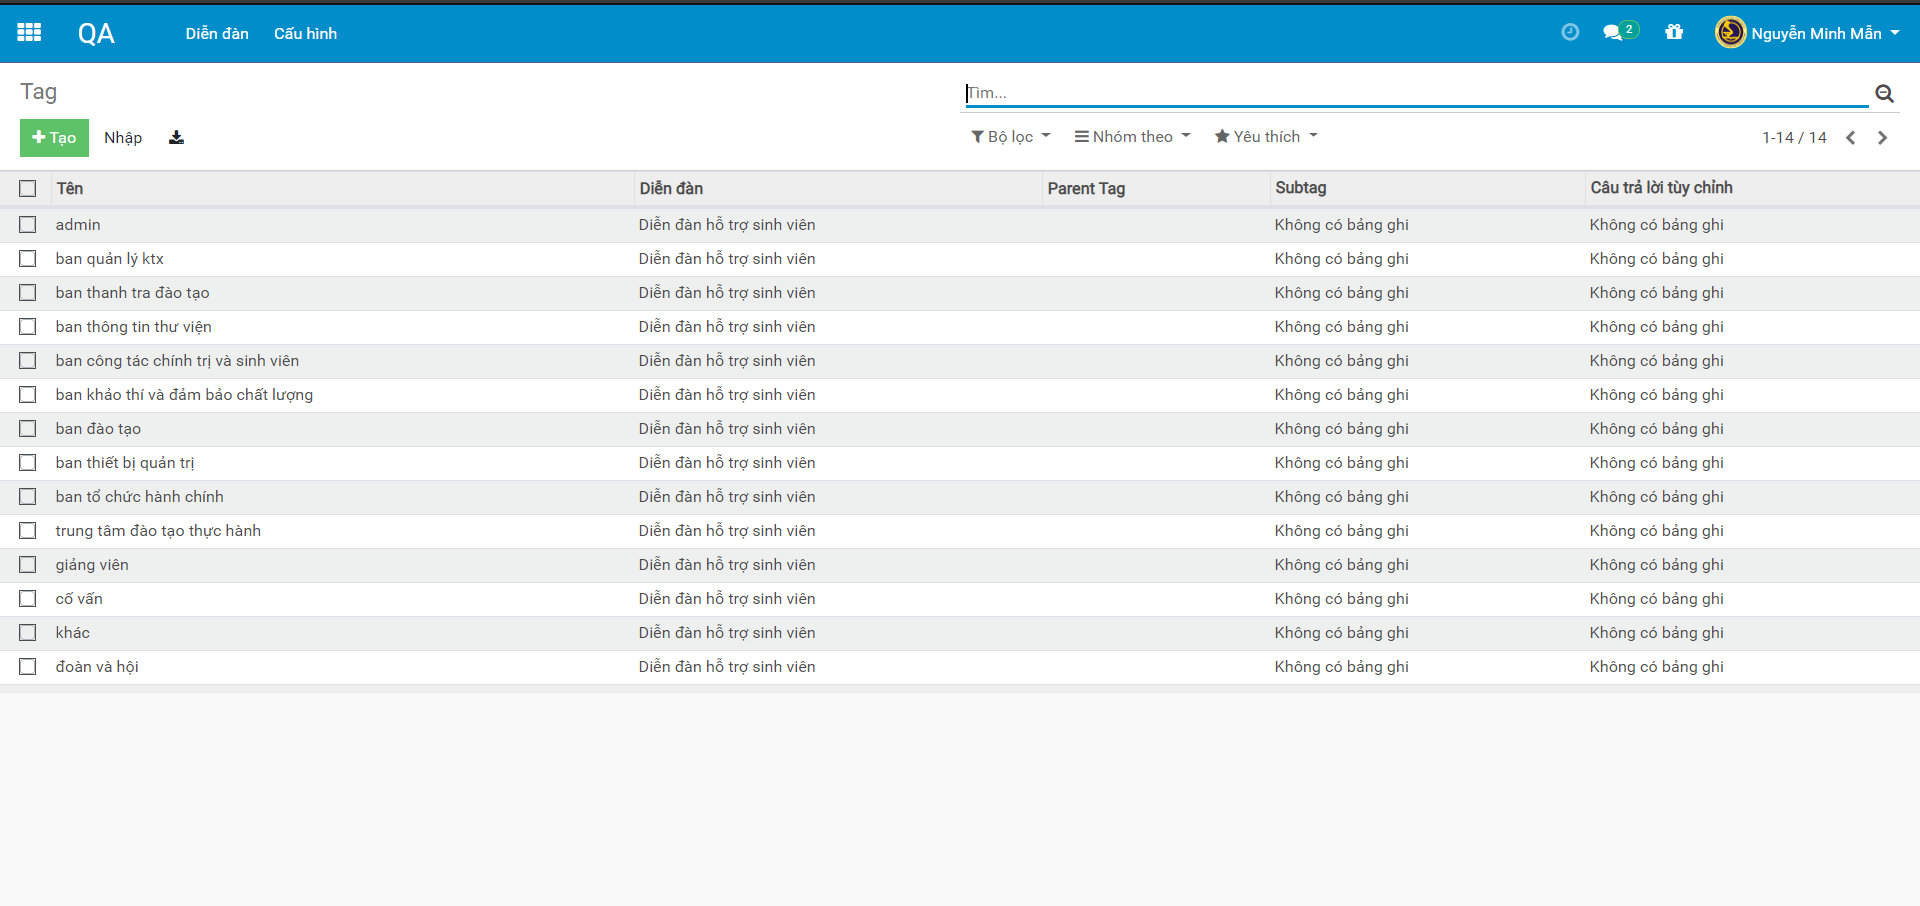 QA Diễn đàn Cấu hình 2 Nguyễn Minh Mẫn
Tag Tìm...
Tạo Nhập Bộ lọc Nhóm theo Yêu thích 1-14 / 14
Tên Diễn đàn Parent Tag Subtag Câu trả lời tùy chỉnh
admin Diễn đàn hỗ trợ sinh viên Không có bảng ghi Không có bảng ghi
ban quản lý ktx Diễn đàn hỗ trợ sinh viên Không có bảng ghi Không có bảng ghi
ban thanh tra đào tạo Diễn đàn hỗ trợ sinh viên Không có bảng ghi Không có bảng ghi
ban thông tin thư viện Diễn đàn hỗ trợ sinh viên Không có bảng ghi Không có bảng ghi
ban công tác chính trị và sinh viên Diễn đàn hỗ trợ sinh viên Không có bảng ghi Không có bảng ghi
ban khảo thí và đảm bảo chất lượng Diễn đàn hỗ trợ sinh viên Không có bảng ghi Không có bảng ghi
ban đào tạo Diễn đàn hỗ trợ sinh viên Không có bảng ghi Không có bảng ghi
ban thiết bị quản trị Diễn đàn hỗ trợ sinh viên Không có bảng ghi Không có bảng ghi
ban tổ chức hành chính Diễn đàn hỗ trợ sinh viên Không có bảng ghi Không có bảng ghi
trung tâm đào tạo thực hành Diễn đàn hỗ trợ sinh viên Không có bảng ghi Không có bảng ghi
giảng viên Diễn đàn hỗ trợ sinh viên Không có bảng ghi Không có bảng ghi
cố vấn Diễn đàn hỗ trợ sinh viên Không có bảng ghi Không có bảng ghi
khác Diễn đàn hỗ trợ sinh viên Không có bảng ghi Không có bảng ghi
đoàn và hội Diễn đàn hỗ trợ sinh viên Không có bảng ghi Không có bảng ghi